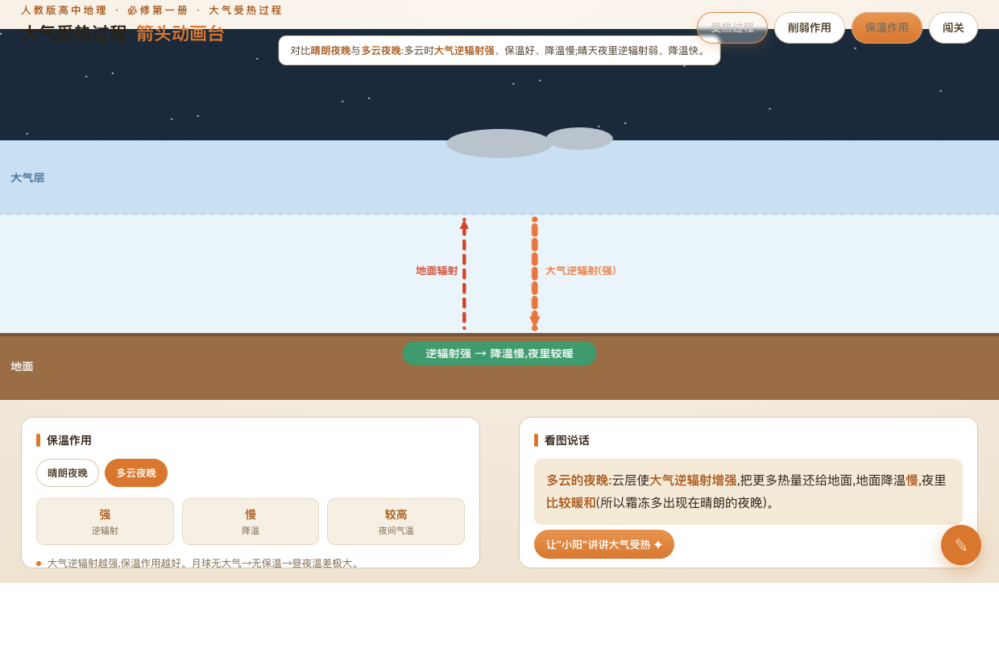 人教版高中地理 · 必修第一册 · 大气受热过程
大气受热过程·箭头动画台
受热过程
削弱作用
保温作用
闯关
对比晴朗夜晚与多云夜晚:多云时大气逆辐射强、保温好、降温慢;晴天夜里逆辐射弱、降温快。
大气层
地面辐射
大气逆辐射(强)
逆辐射强 → 降温慢,夜里较暖
地面
保温作用
晴朗夜晚
多云夜晚
强
逆辐射
慢
降温
较高
夜间气温
大气逆辐射越强,保温作用越好。月球无大气→无保温→昼夜温差极大。
看图说话
多云的夜晚:云层使大气逆辐射增强,把更多热量还给地面,地面降温慢,夜里
比较暖和(所以霜冻多出现在晴朗的夜晚)。
让"小阳"讲讲大气受热 ✦